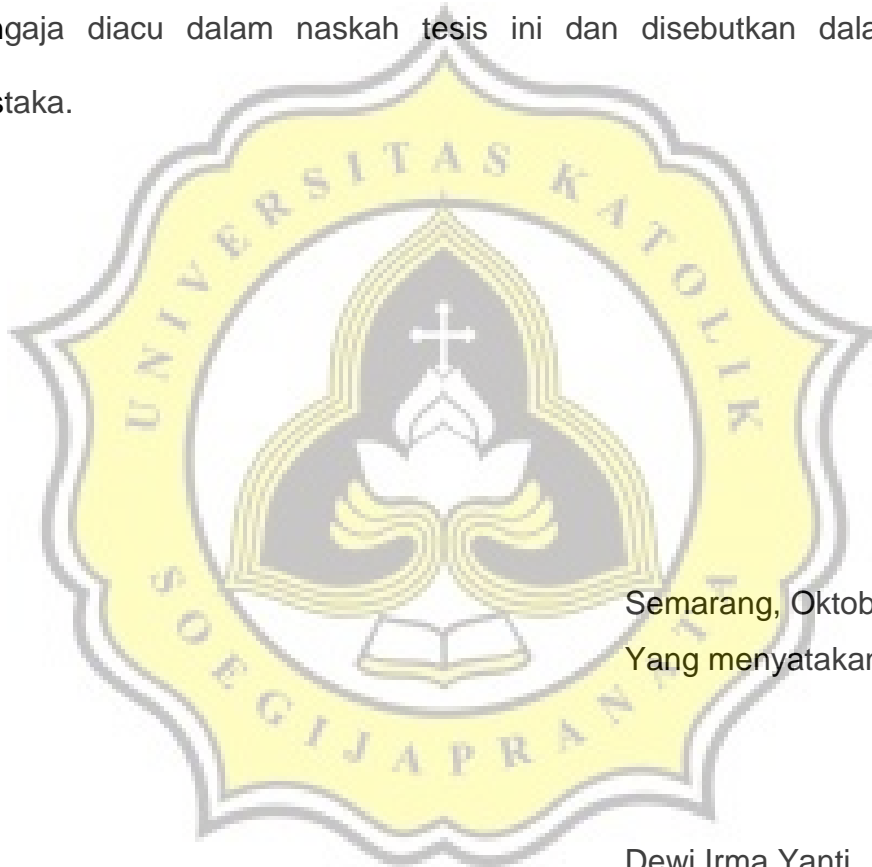 ngaja diacu dalam naskah tesis ini dan disebutkan dala
staka.
UNIVERSITAS KATOLIK
SOEGIJAPRANATA
Semarang, Oktob
Yang menyatakan
Dewi Irma Yanti